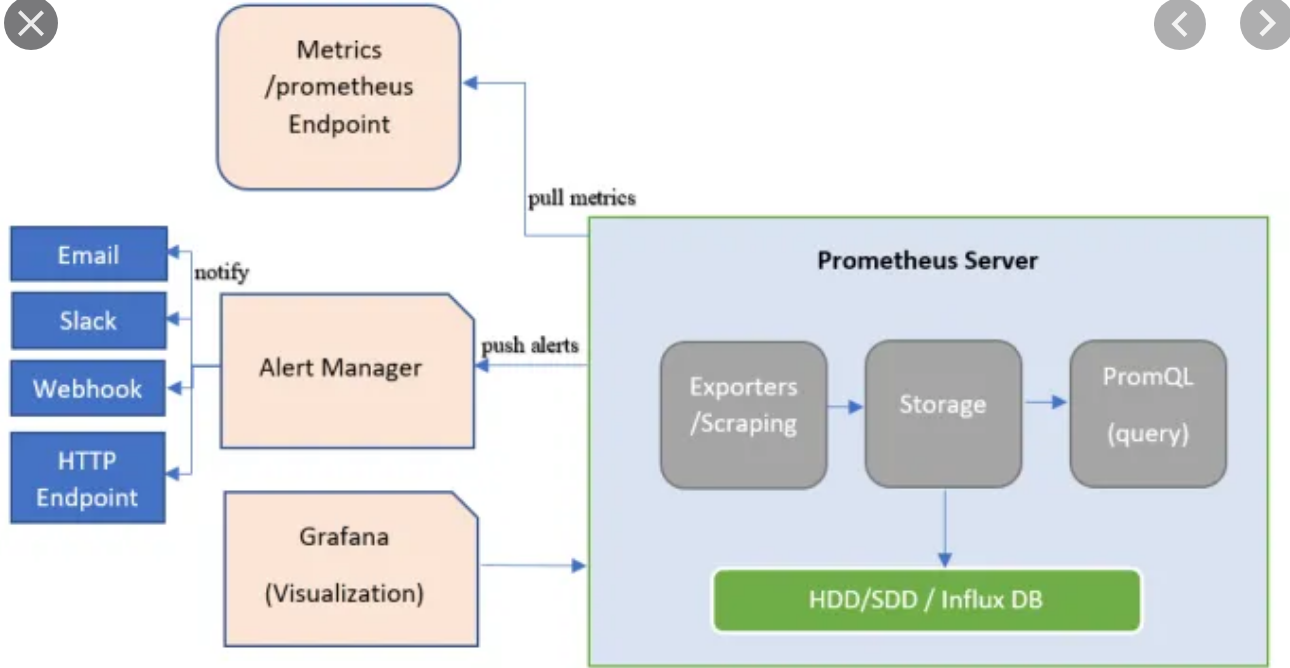 Metrics
/prometheus
Endpoint
pull metrics
Prometheus Server
Email
Slack
Webhook
HTTP
Endpoint
notify
Alert Manager
push alerts
Exporters
/Scraping
Storage
PromQL
(query)
Grafana
(Visualization)
HDD/SDD / Influx DB